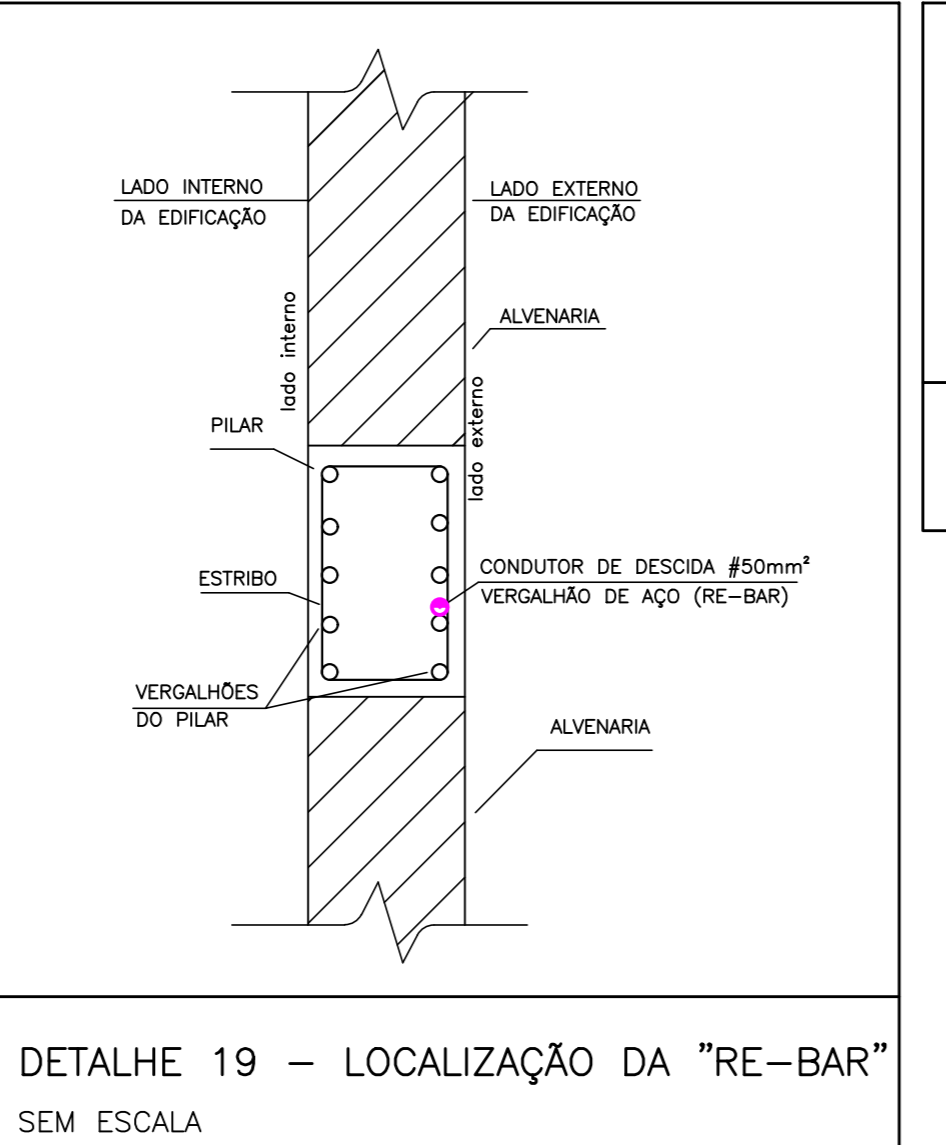 LADO INTERNO
DA EDIFICAÇÃO
LADO EXTERNO
DA EDIFICAÇÃO
lado interno
ALVENARIA
lado externo
PILAR
ESTRIBO
CONDUTOR DE DESCIDA #50mm²
VERGALHÃO DE AÇO (RE-BAR)
VERGALHÕES
DO PILAR
ALVENARIA
DETALHE 19 – LOCALIZAÇÃO DA "RE-BAR"
SEM ESCALA